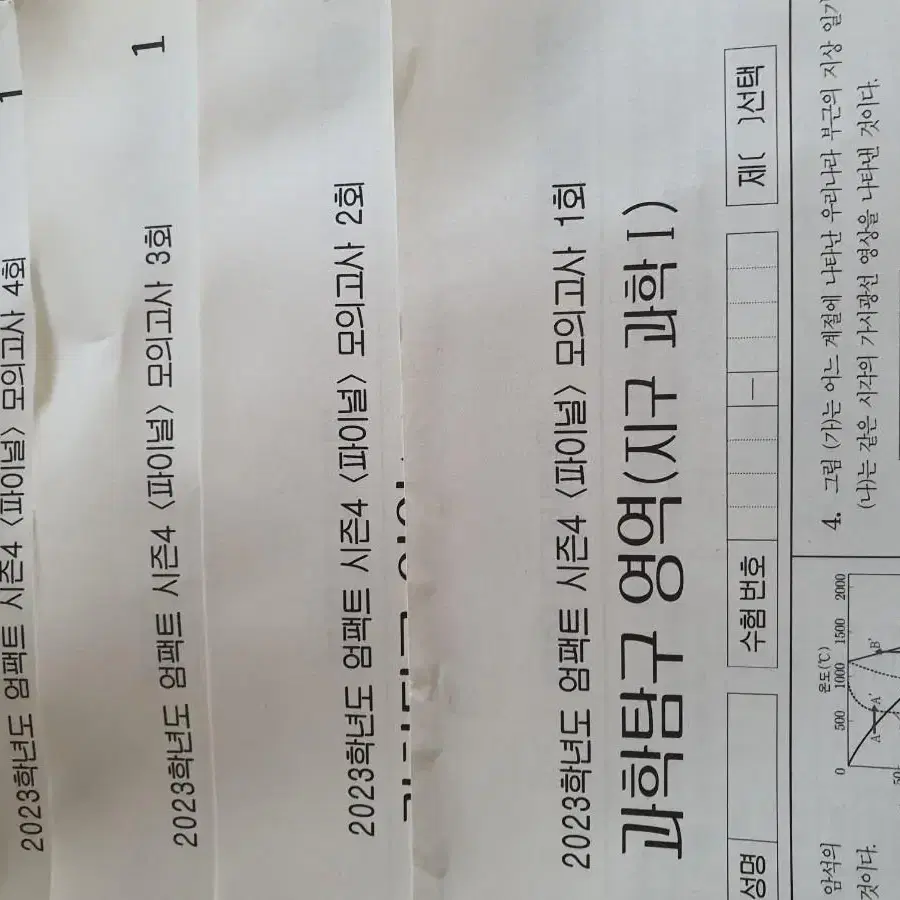 2023학년도 엄팩트 시즌4 <파이널> 모의고사 4회
1
2023학년도 엄팩트 시즌4 <파이널> 모의고사 3회
1
2023학년도 엄팩트 시즌4 <파이널> 모의고사 2회
2023학년도 엄팩트 시즌4 <파이널> 모의고사 1회
과학탐구 영역(지구 과학 I)
성명 수험 번호 - 제( )선택
암석의
것이다.
온도(℃)
0 500 1000 1500 2000
A A′ B′
50
4. 그림 (가)는 어느 계절에 나타난 우리나라 부근의 지상 일기
(나)는 같은 시각의 가시광선 영상을 나타낸 것이다.